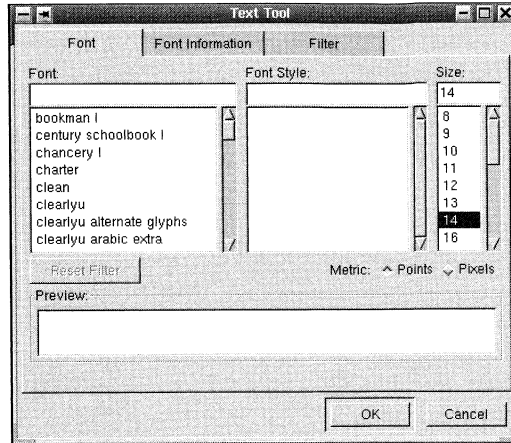 Text Tool
Font
Font Information
Filter
Font:
Font Style:
Size:
14
bookman l
century schoolbook l
chancery l
charter
clean
clearlyu
clearlyu alternate glyphs
clearlyu arabic extra
8
9
10
11
12
13
14
16
Reset Filter
Metric:
Points
Pixels
Preview:
OK
Cancel